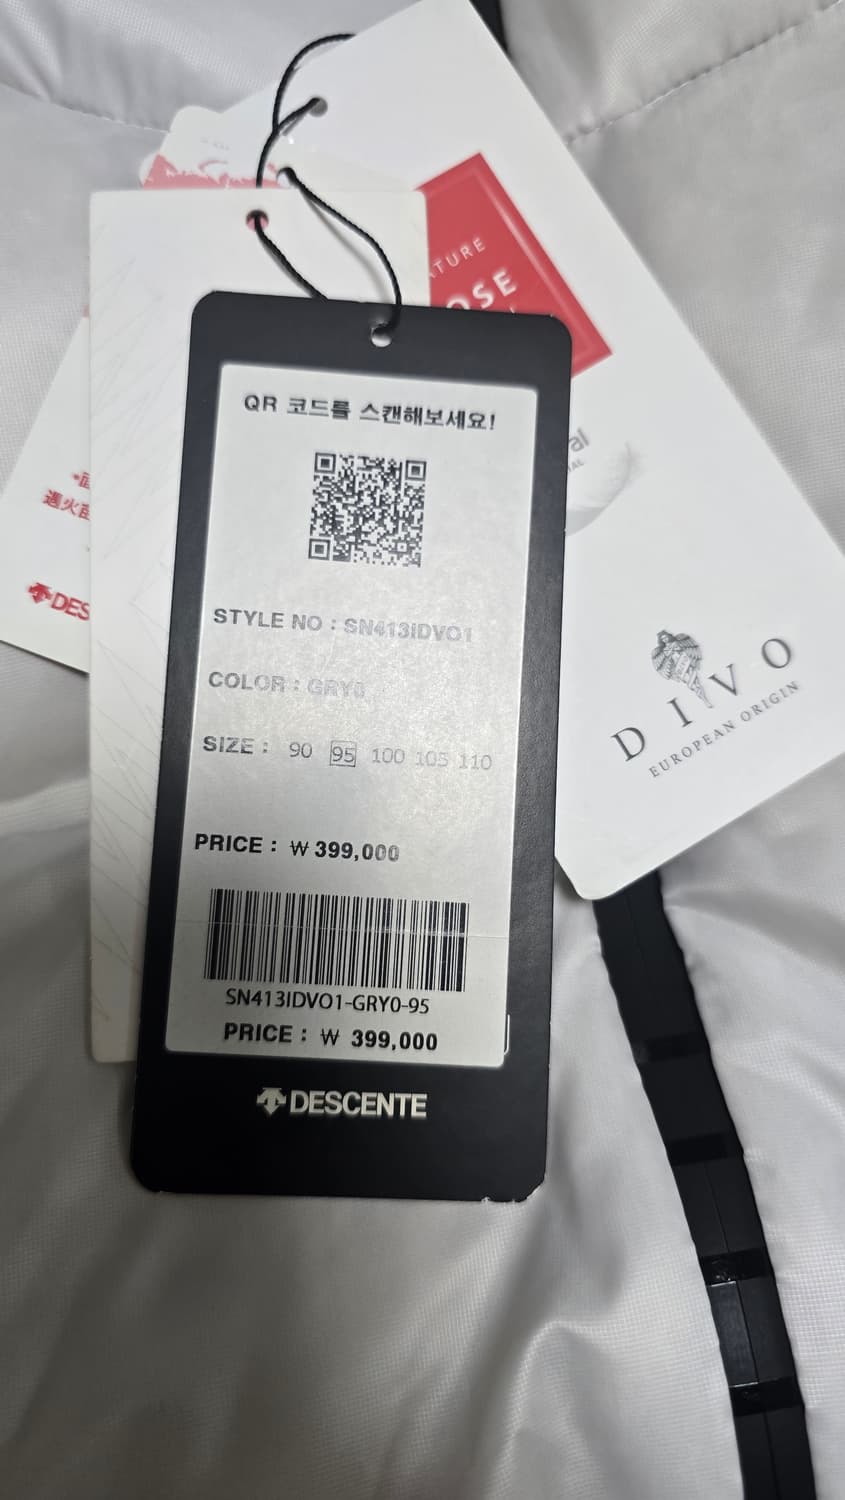 QR 코드를 스캔해보세요!
STYLE NO : SN413IDVO1
COLOR : GRY0
SIZE : 90 95 100 105 110
PRICE : ₩ 399,000
SN413IDVO1-GRY0-95
PRICE : ₩ 399,000
DESCENTE
DIVO
EUROPEAN ORIGIN